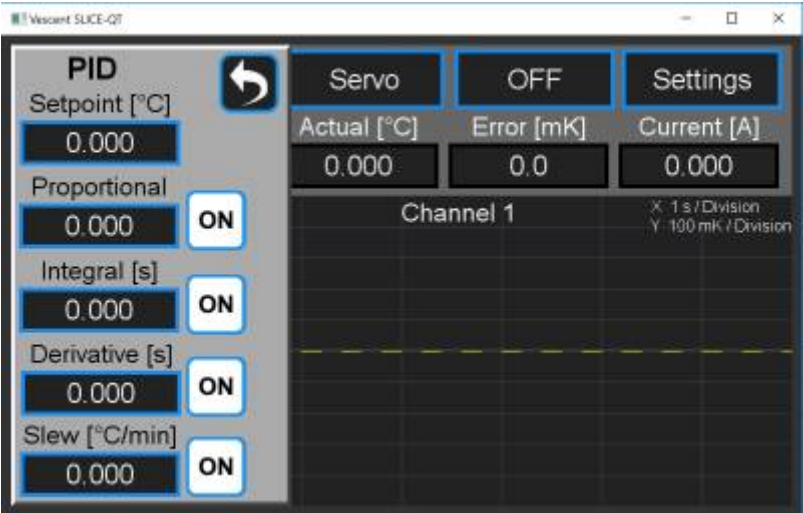 Vescent SLICE-QT
PID
Setpoint [°C]
0.000
Proportional
0.000 ON
Integral [s]
0.000 ON
Derivative [s]
0.000 ON
Slew [°C/min]
0.000 ON
Servo OFF Settings
Actual [°C] Error [mK] Current [A]
0.000 0.0 0.000
Channel 1
X 1 s / Division
Y 100 mK / Division